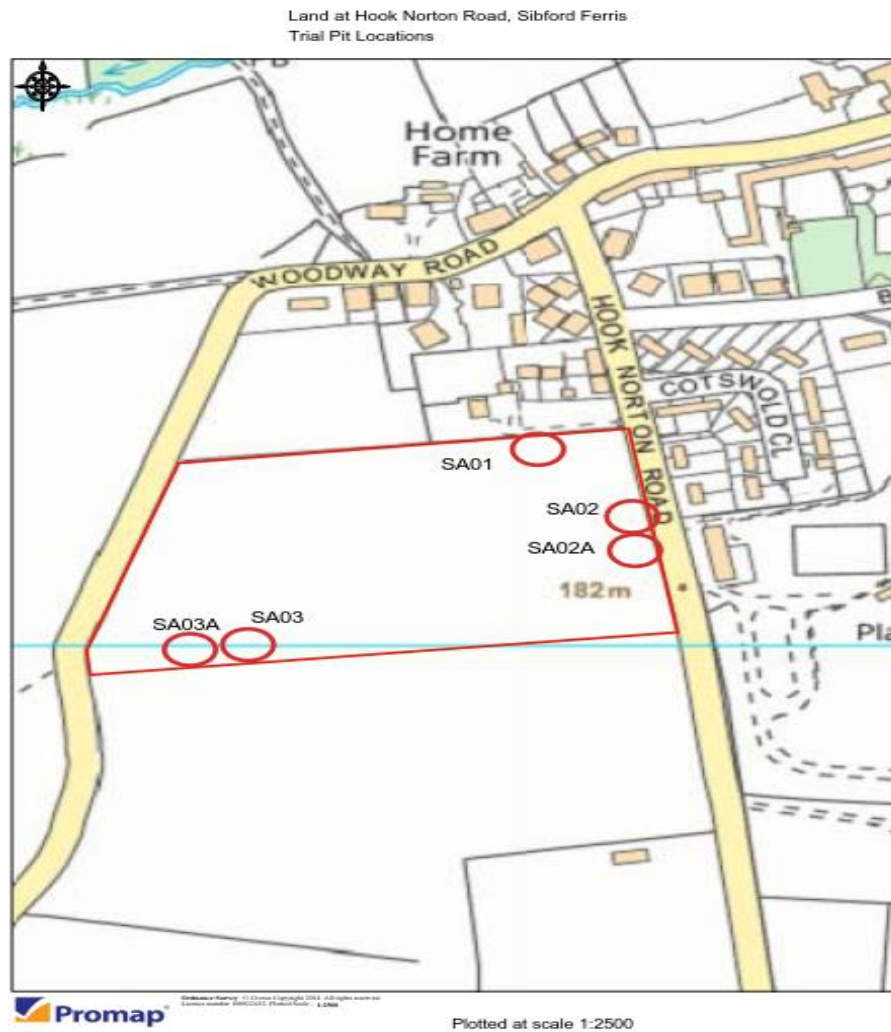 Land at Hook Norton Road, Sibford Ferris
Trial Pit Locations
Home
Farm
WOODWAY ROAD
HOOK NORTON ROAD
COTSWOLD CL
SA01
SA02
SA02A
182m
SA03
SA03A
Pla
Promap
Plotted at scale 1:2500